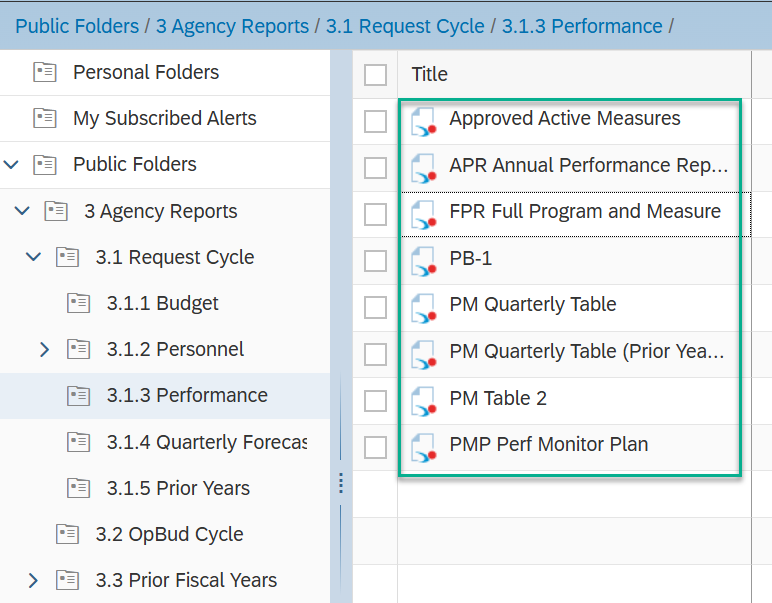 Public Folders / 3 Agency Reports / 3.1 Request Cycle / 3.1.3 Performance /
Personal Folders
My Subscribed Alerts
Public Folders
3 Agency Reports
3.1 Request Cycle
3.1.1 Budget
3.1.2 Personnel
3.1.3 Performance
3.1.4 Quarterly Forecas
3.1.5 Prior Years
3.2 OpBud Cycle
3.3 Prior Fiscal Years
Title
Approved Active Measures
APR Annual Performance Rep...
FPR Full Program and Measure
PB-1
PM Quarterly Table
PM Quarterly Table (Prior Yea...
PM Table 2
PMP Perf Monitor Plan